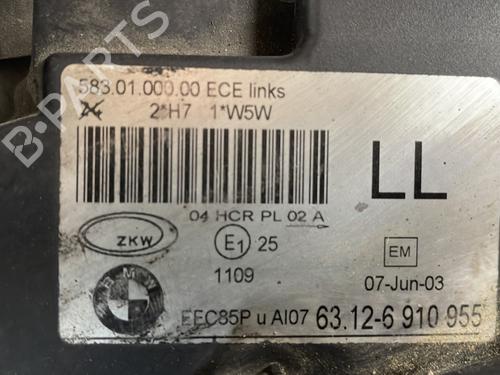 583.01.000.00 ECE links
2*H7 1*W5W
LL
04 HCR PL 02 A
ZKW
E1 25
EM
1109
07-Jun-03
BMW
EEC85P u AI07 63.12-6 910 955